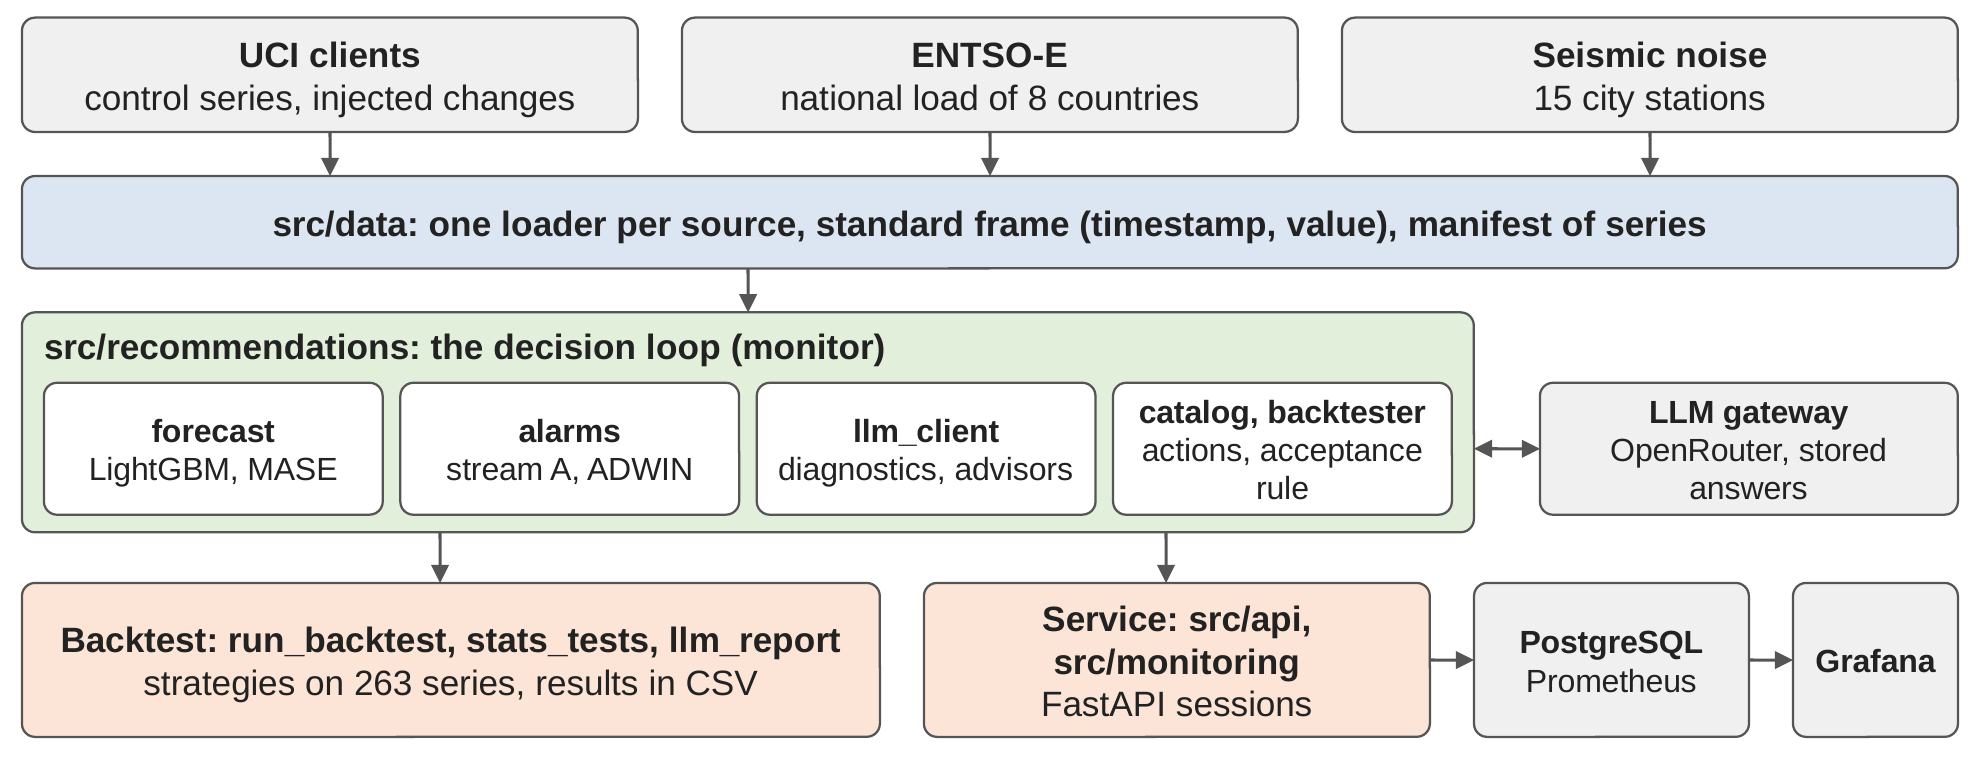 UCI clients
control series, injected changes
ENTSO-E
national load of 8 countries
Seismic noise
15 city stations
src/data: one loader per source, standard frame (timestamp, value), manifest of series
src/recommendations: the decision loop (monitor)
forecast
LightGBM, MASE
alarms
stream A, ADWIN
llm_client
diagnostics, advisors
catalog, backtester
actions, acceptance
rule
LLM gateway
OpenRouter, stored
answers
Backtest: run_backtest, stats_tests, llm_report
strategies on 263 series, results in CSV
Service: src/api,
src/monitoring
FastAPI sessions
PostgreSQL
Prometheus
Grafana